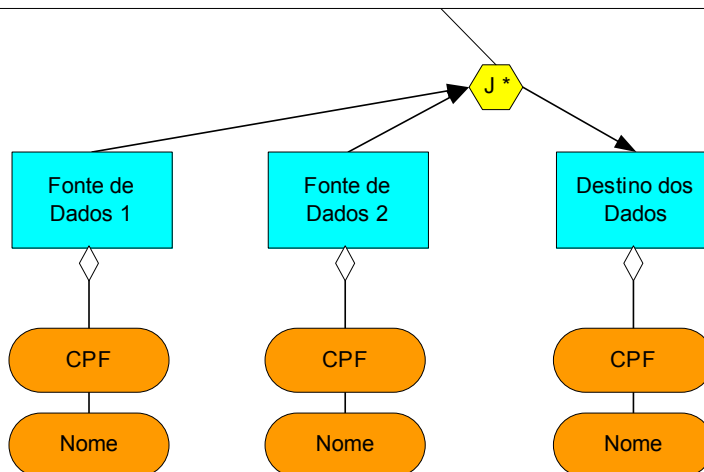 J *
Fonte de
Dados 1
Fonte de
Dados 2
Destino dos
Dados
CPF
CPF
CPF
Nome
Nome
Nome